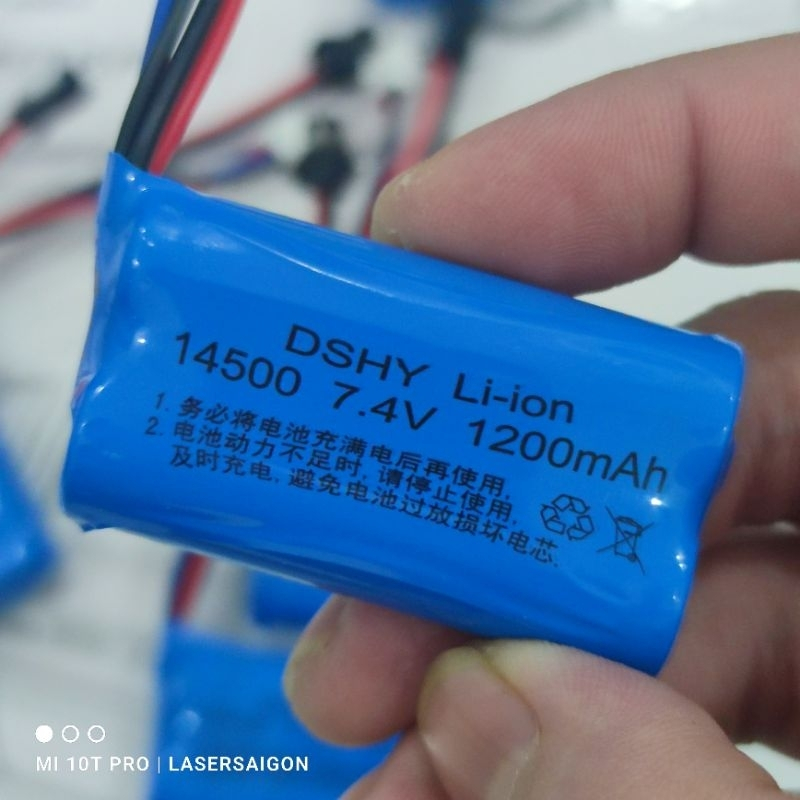 DSHY Li-ion
14500 7.4V 1200mAh
1. 务必将电池充满电后再使用,
2. 电池动力不足时, 请停止使用,
及时充电, 避免电池过放损坏电芯.
MI 10T PRO | LASERSAIGON